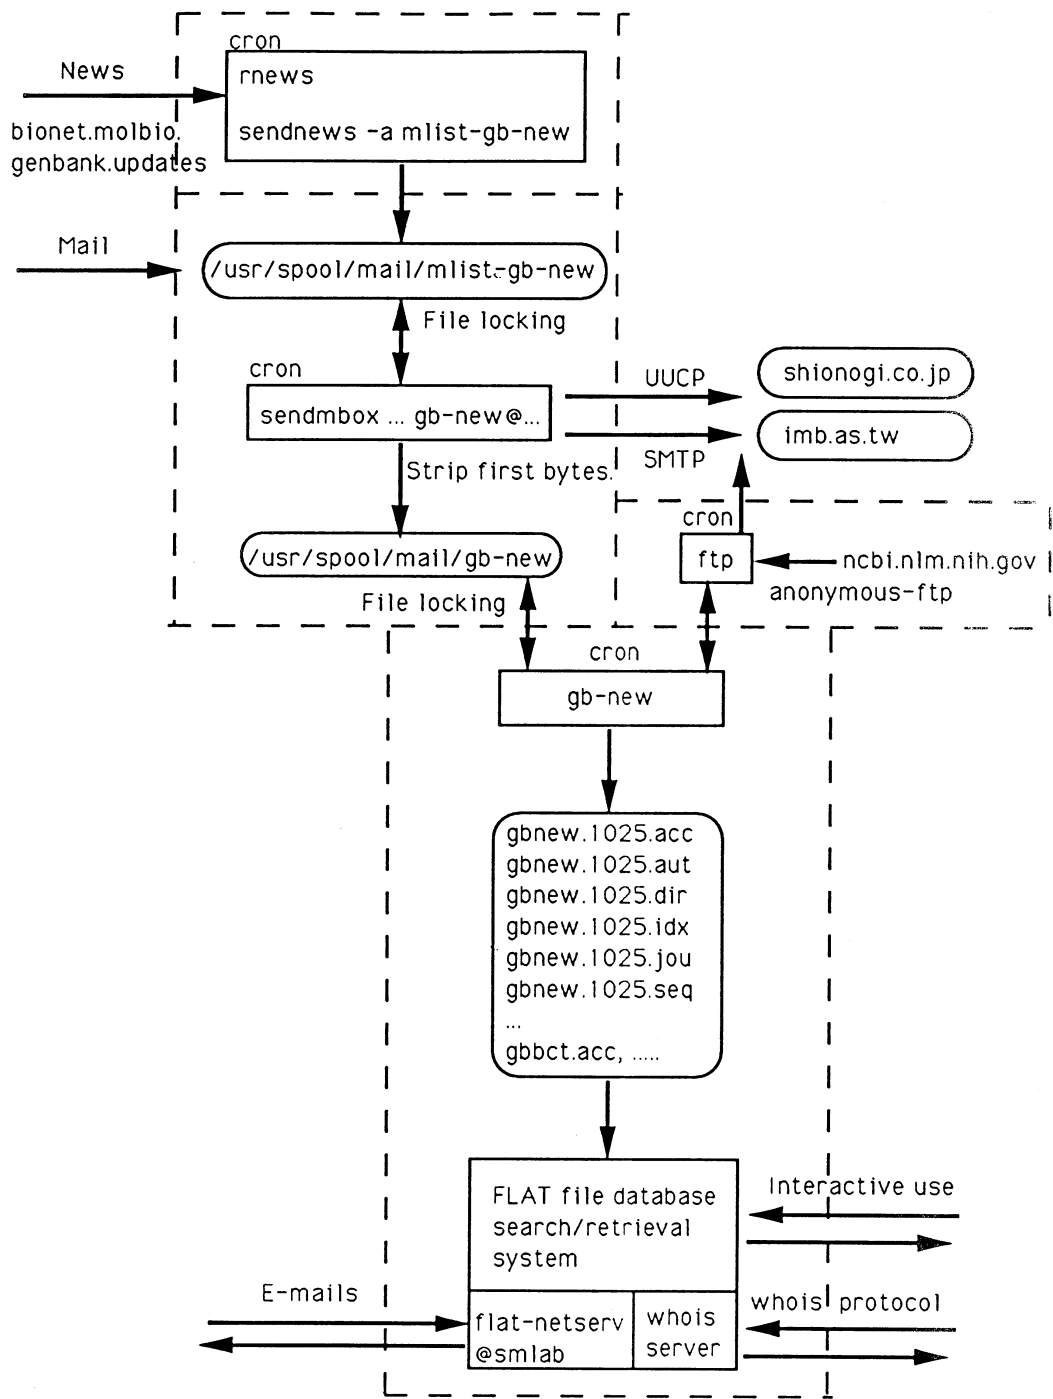 cron
News
rnews
bionet.molbio.
genbank.updates
sendnews -a mlist-gb-new
Mail
/usr/spool/mail/mlist-gb-new
File locking
cron
sendmbox ... gb-new@...
UUCP
shionogi.co.jp
imb.as.tw
SMTP
Strip first bytes.
/usr/spool/mail/gb-new
File locking
cron
ftp
ncbi.nlm.nih.gov
anonymous-ftp
cron
gb-new
gbnew.1025.acc
gbnew.1025.aut
gbnew.1025.dir
gbnew.1025.idx
gbnew.1025.jou
gbnew.1025.seq
...
gbbct.acc, .....
FLAT file database
search/retrieval
system
Interactive use
E-mails
flat-netserv
@smlab
whois
server
whois protocol